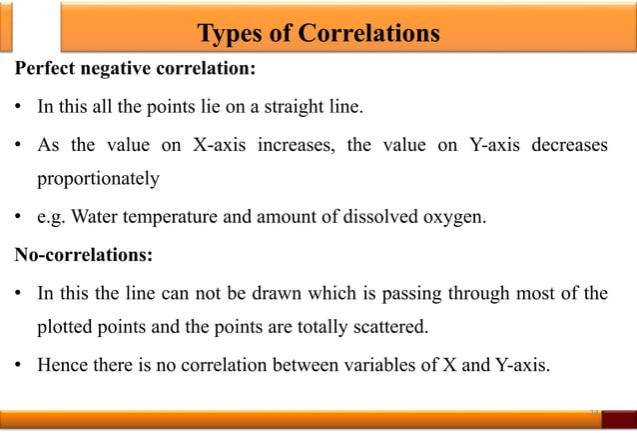 Types of Correlations
Perfect negative correlation:
• In this all the points lie on a straight line.
• As the value on X-axis increases, the value on Y-axis decreases
proportionately
• e.g. Water temperature and amount of dissolved oxygen.
No-correlations:
• In this the line can not be drawn which is passing through most of the
plotted points and the points are totally scattered.
• Hence there is no correlation between variables of X and Y-axis.